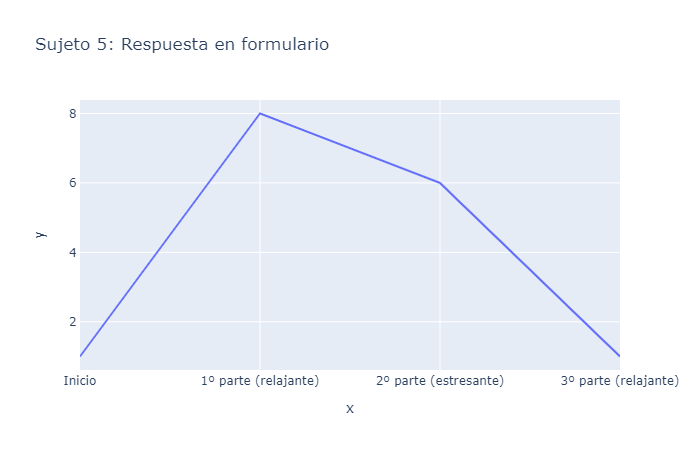 Sujeto 5: Respuesta en formulario
8
6
4
2
y
Inicio 1º parte (relajante) 2º parte (estresante) 3º parte (relajante)
x